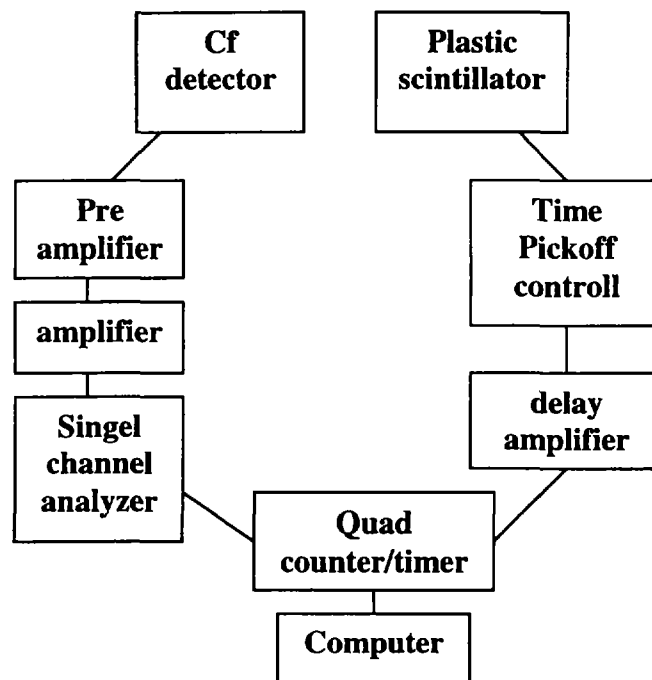 Cf
detector
Plastic
scintillator
Pre
amplifier
amplifier
Singel
channel
analyzer
Time
Pickoff
controll
delay
amplifier
Quad
counter/timer
Computer